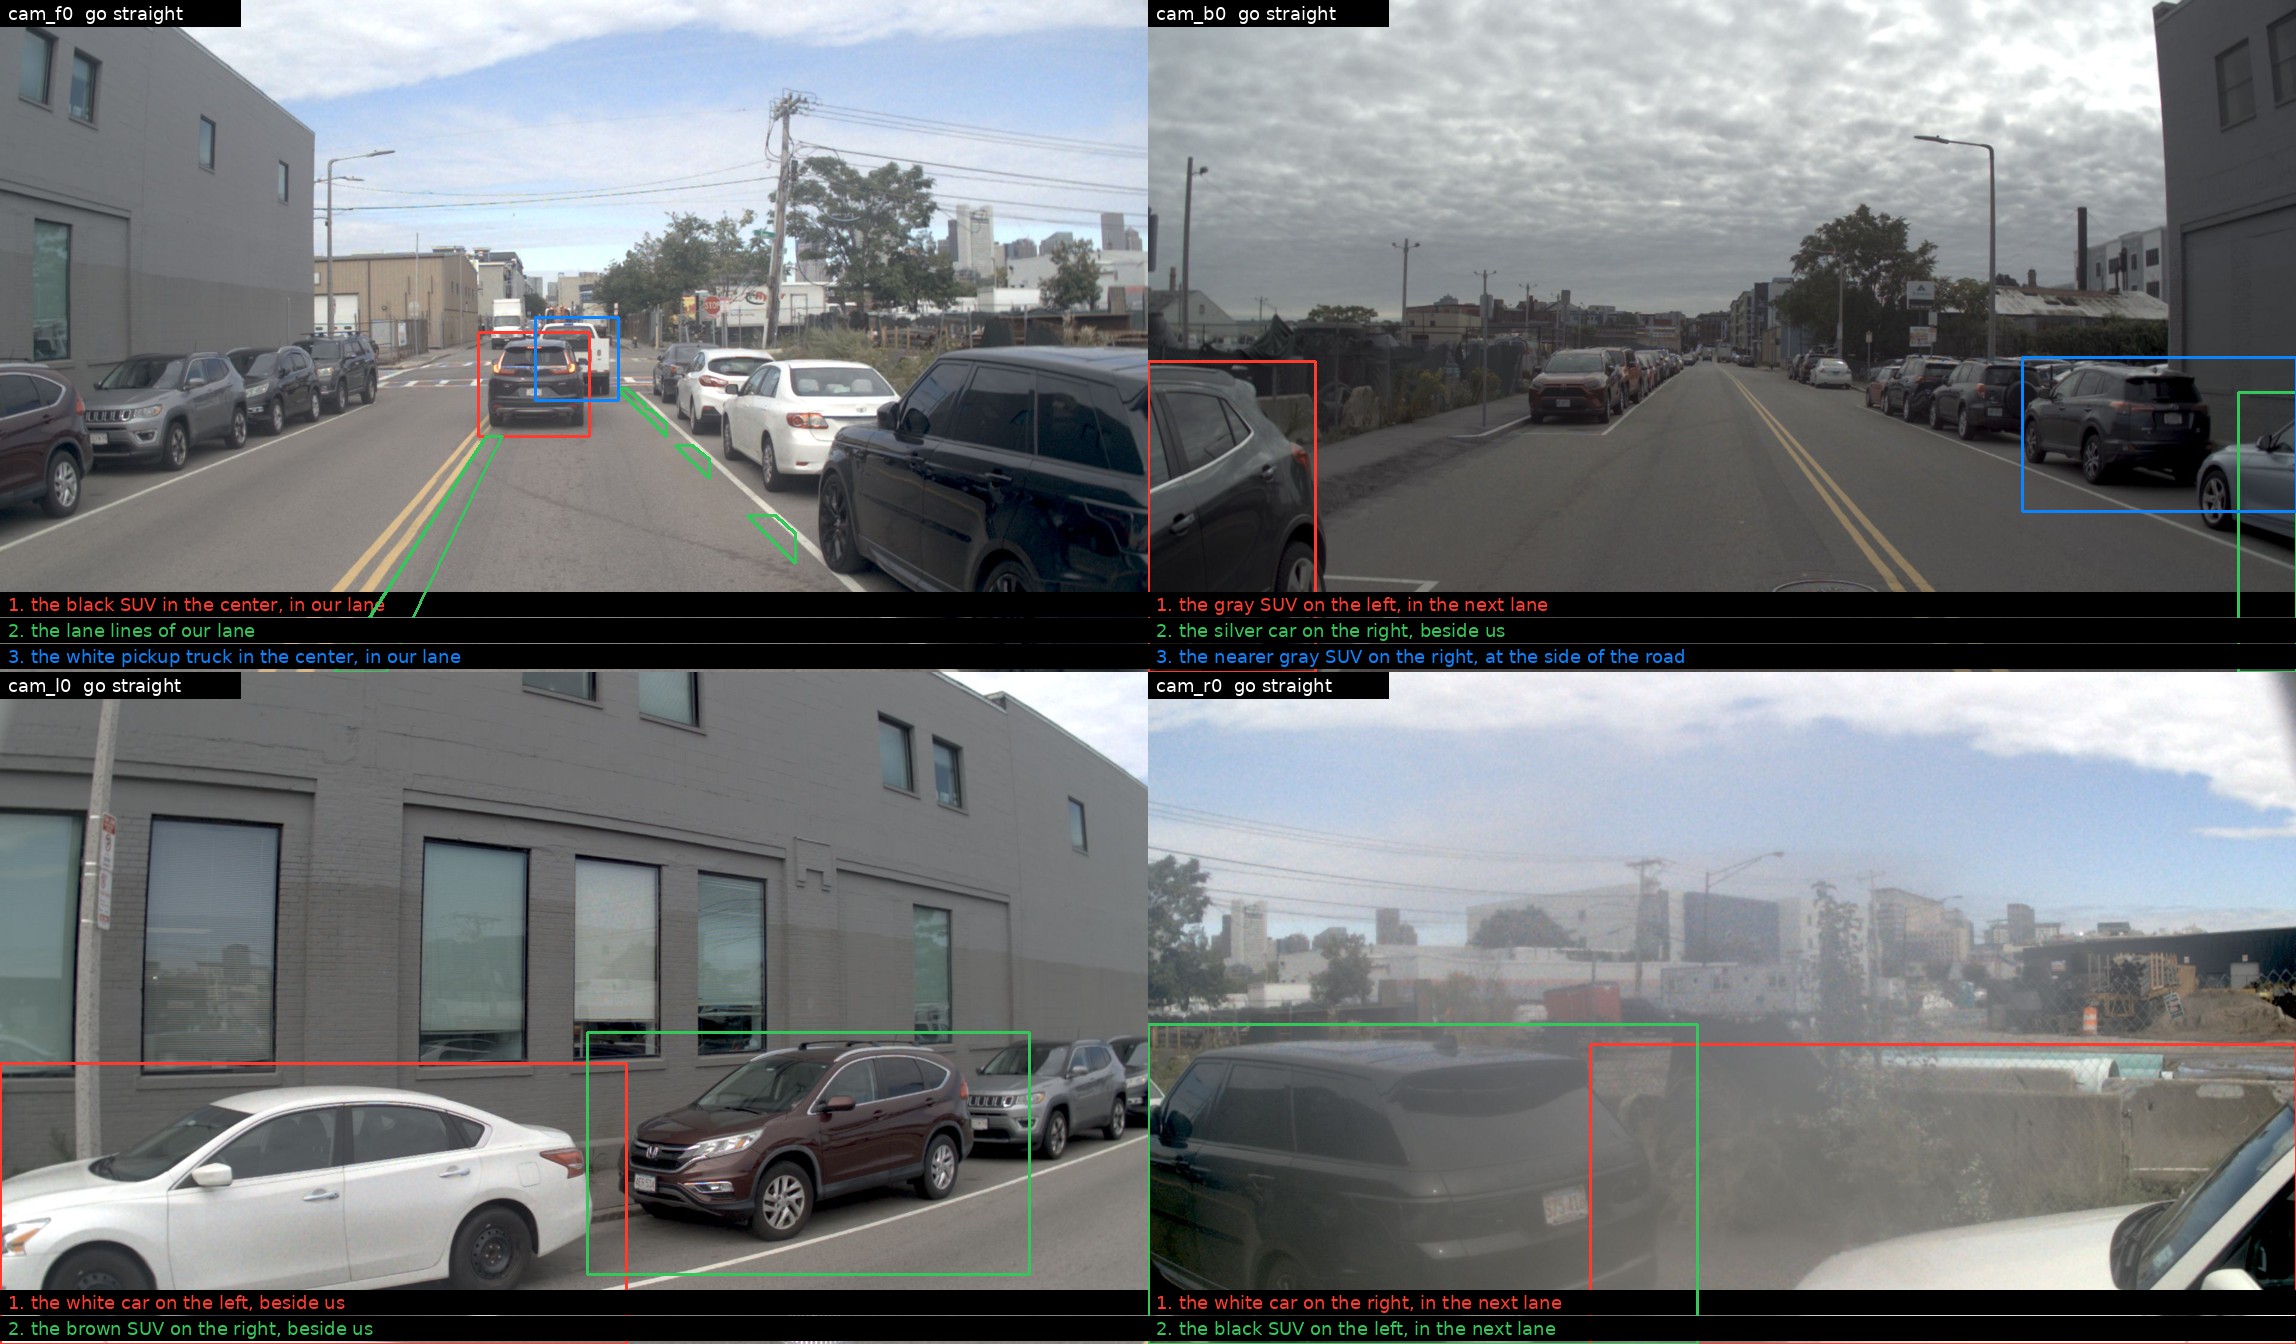 cam_f0 go straight
STOP
1. the black SUV in the center, in our lane
2. the lane lines of our lane
3. the white pickup truck in the center, in our lane
cam_b0 go straight
1. the gray SUV on the left, in the next lane
2. the silver car on the right, beside us
3. the nearer gray SUV on the right, at the side of the road
cam_l0 go straight
1. the white car on the left, beside us
2. the brown SUV on the right, beside us
cam_r0 go straight
1. the white car on the right, in the next lane
2. the black SUV on the left, in the next lane